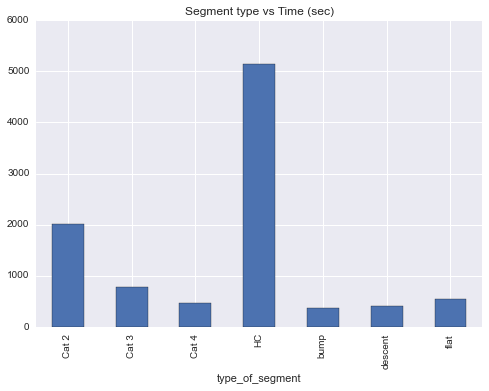 Segment type vs Time (sec)
6000
5000
4000
3000
2000
1000
0
Cat 2
Cat 3
Cat 4
HC
bump
descent
flat
type_of_segment